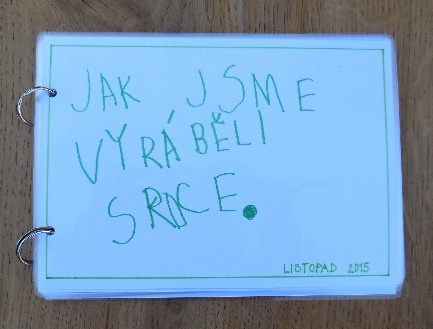 JAK JSME
VYRÁBĚLI
SRDCE.
LISTOPAD 2015